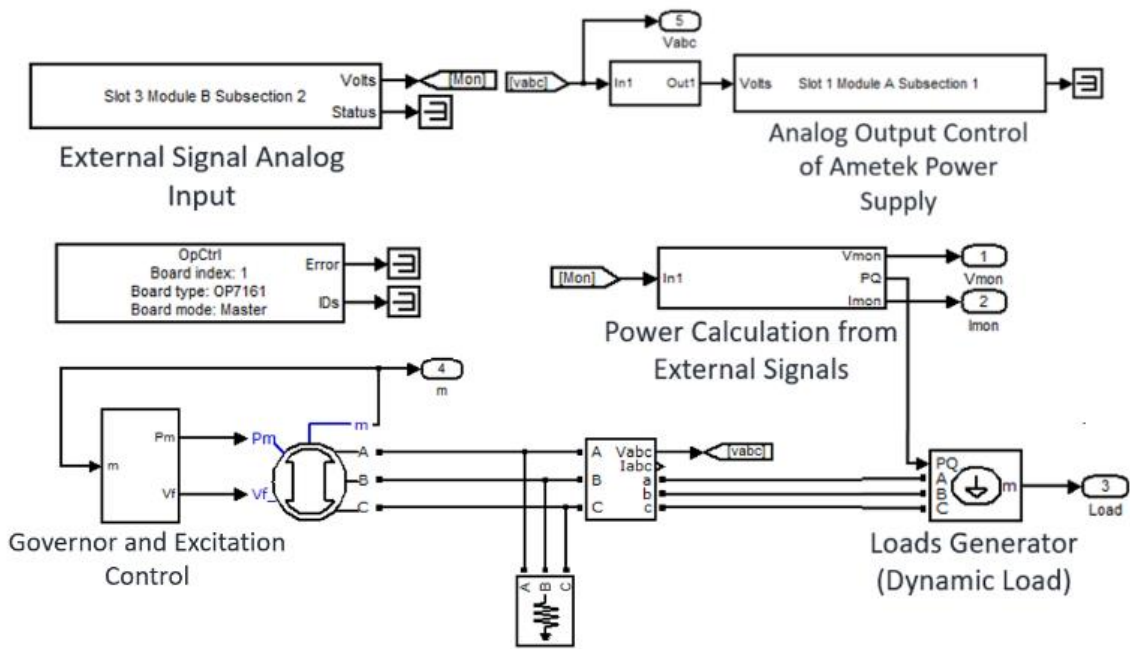 5
Vabc
Slot 3 Module B Subsection 2
Volts
Status
[Mon]
[vabc]
In1
Out1
Volts
Slot 1 Module A Subsection 1
External Signal Analog
Input
Analog Output Control
of Ametek Power
Supply
OpCtrl
Board index: 1
Board type: OP7161
Board mode: Master
Error
IDs
[Mon]
In1
Vmon
PQ
Imon
1
Vmon
2
Imon
Power Calculation from
External Signals
4
m
m
Pm
Vf
Pm
Vf_
m
A
B
C
A
B
C
Vabc
Iabc
a
b
c
[vabc]
PQ
A
B
C
m
3
Load
Governor and Excitation
Control
Loads Generator
(Dynamic Load)
A
B
C